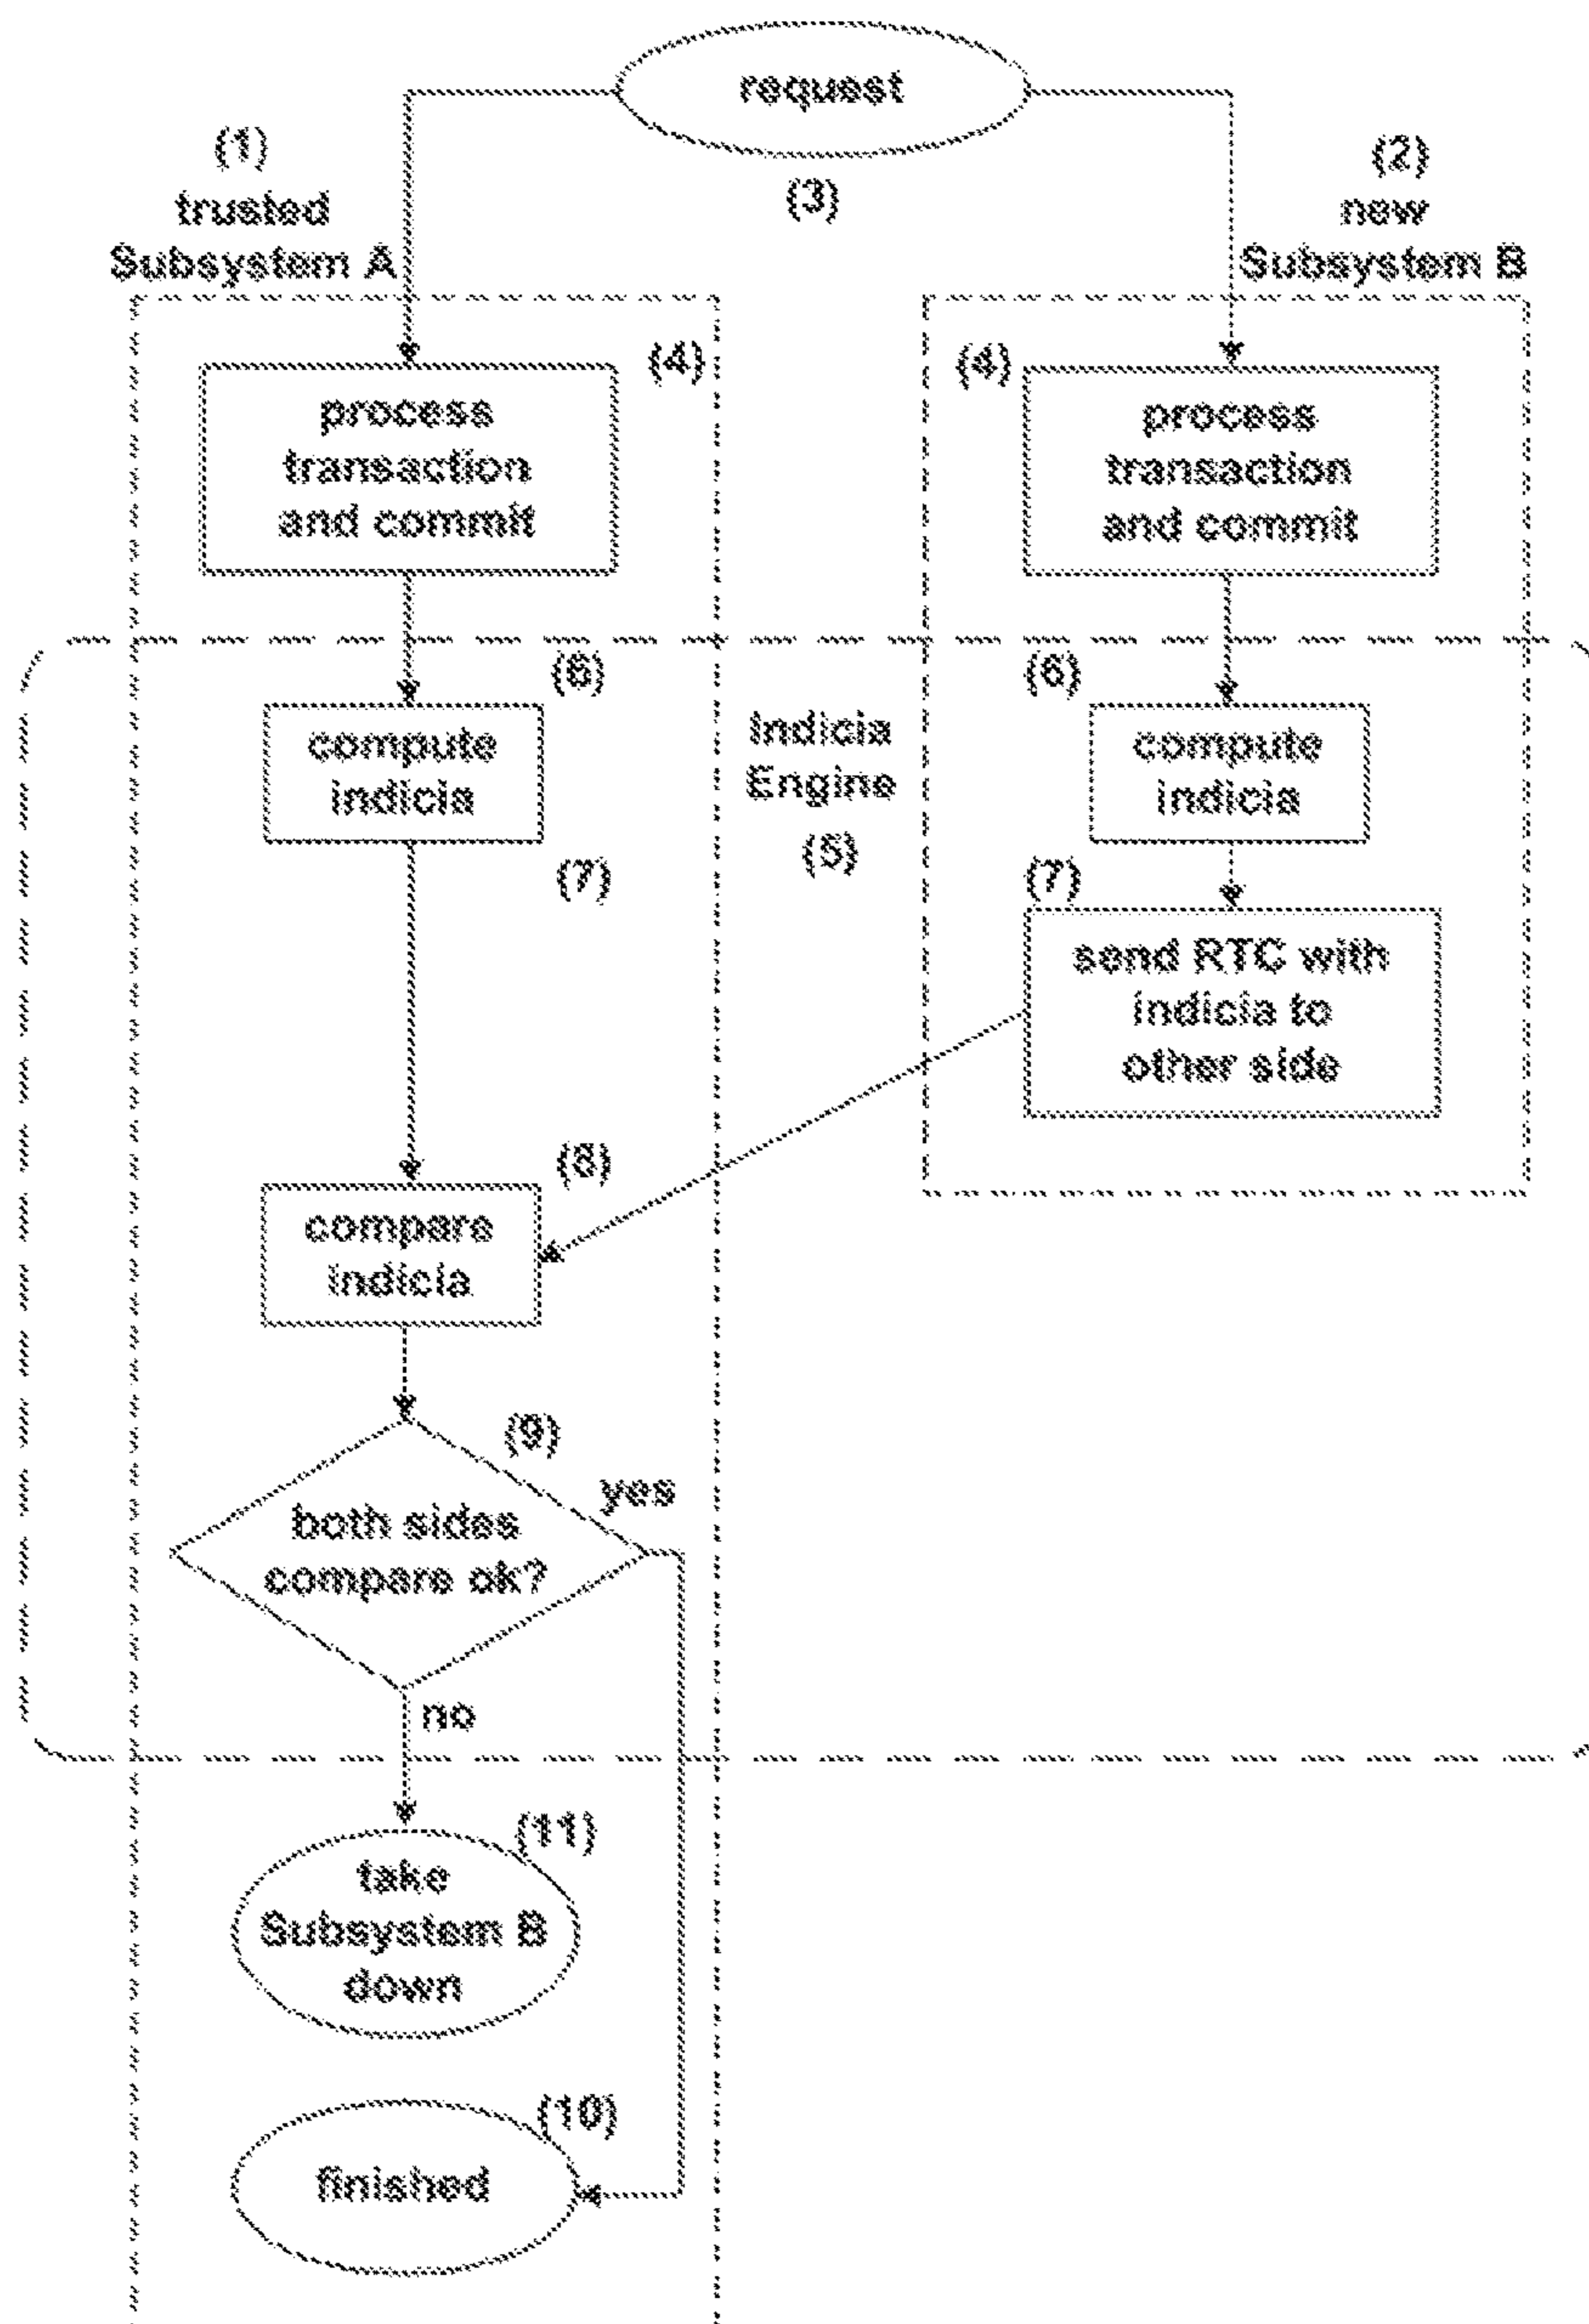 request
(1)
trusted
Subsystem A
(3)
(2)
new
Subsystem B
(4)
process
transaction
and commit
(4)
process
transaction
and commit
(6)
compute
indicia
Indicia
Engine
(5)
(6)
compute
indicia
(7)
(7)
send RTC with
indicia to
other side
(8)
compare
indicia
(9)
yes
both sides
compare ok?
no
(11)
take
Subsystem B
down
(10)
finished